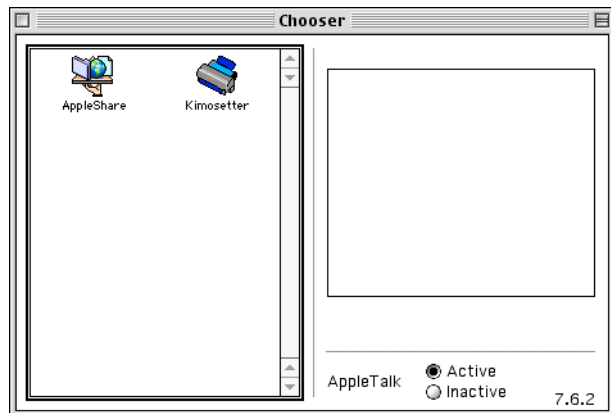 Chooser
AppleShare
Kimosetter
AppleTalk
Active
Inactive
7.6.2